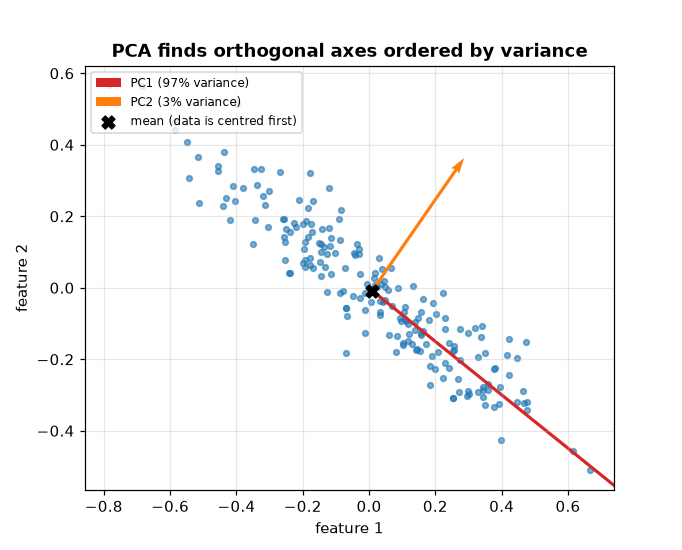 PCA finds orthogonal axes ordered by variance
PC1 (97% variance)
PC2 (3% variance)
mean (data is centred first)
0.6
0.4
0.2
0.0
−0.2
−0.4
feature 2
−0.8
−0.6
−0.4
−0.2
0.0
0.2
0.4
0.6
feature 1